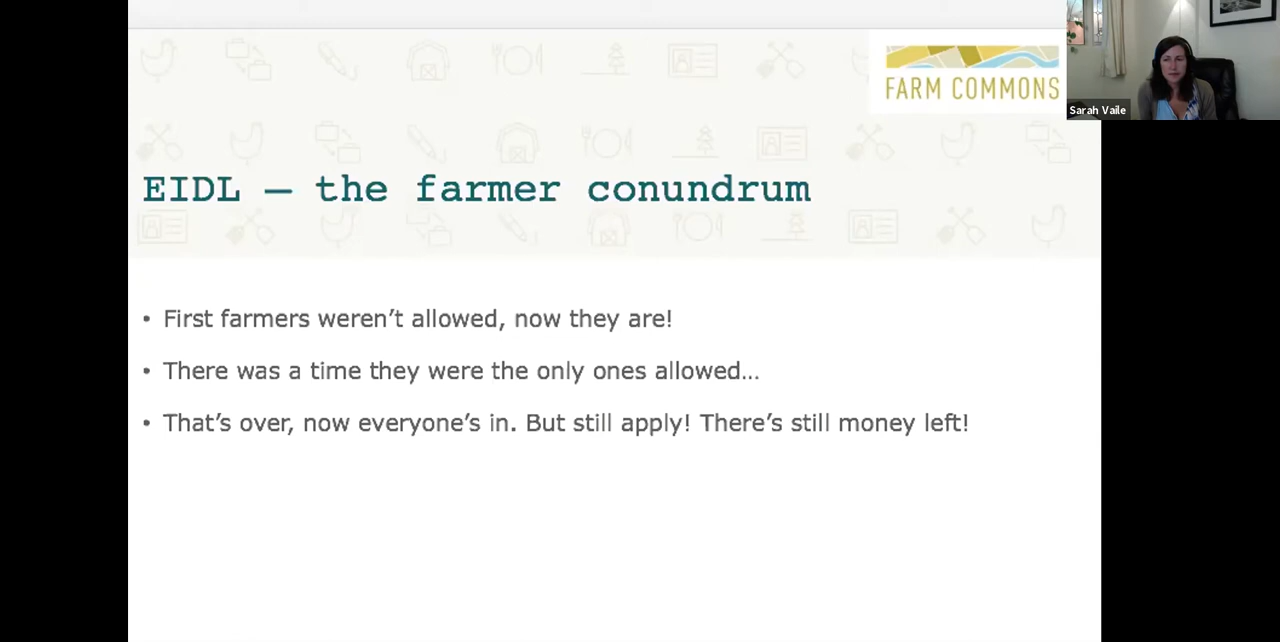 FARM COMMONS
Sarah Vaile
EIDL – the farmer conundrum
• First farmers weren’t allowed, now they are!
• There was a time they were the only ones allowed…
• That’s over, now everyone’s in. But still apply! There’s still money left!